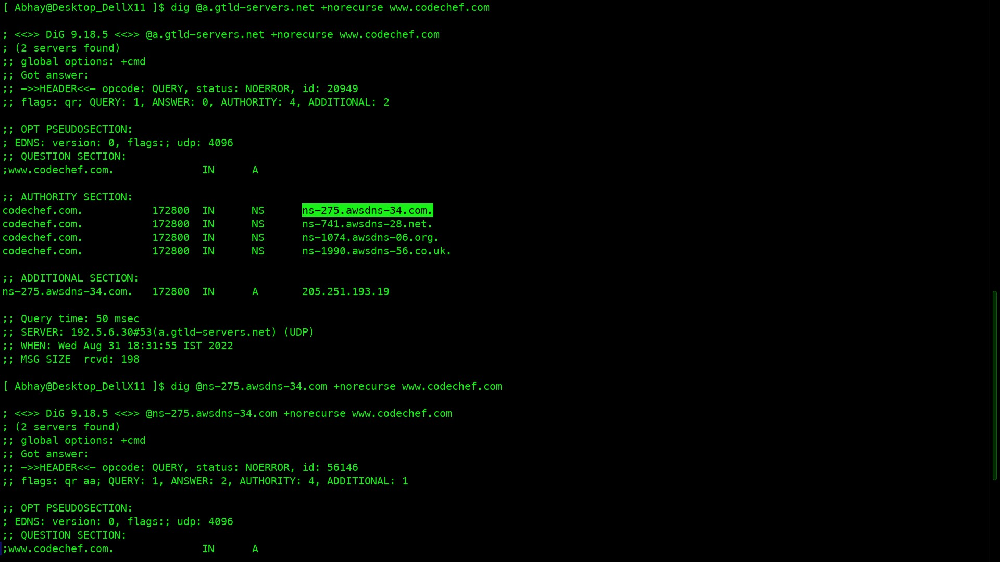 [ Abhay@Desktop_DellX11 ]$ dig @a.gtld-servers.net +norecurse www.codechef.com
; <<>> DiG 9.18.5 <<>> @a.gtld-servers.net +norecurse www.codechef.com
; (2 servers found)
;; global options: +cmd
;; Got answer:
;; ->>HEADER<<- opcode: QUERY, status: NOERROR, id: 20949
;; flags: qr; QUERY: 1, ANSWER: 0, AUTHORITY: 4, ADDITIONAL: 2
;; OPT PSEUDOSECTION:
; EDNS: version: 0, flags:; udp: 4096
;; QUESTION SECTION:
;www.codechef.com. IN A
;; AUTHORITY SECTION:
codechef.com. 172800 IN NS ns-275.awsdns-34.com.
codechef.com. 172800 IN NS ns-741.awsdns-28.net.
codechef.com. 172800 IN NS ns-1074.awsdns-06.org.
codechef.com. 172800 IN NS ns-1990.awsdns-56.co.uk.
;; ADDITIONAL SECTION:
ns-275.awsdns-34.com. 172800 IN A 205.251.193.19
;; Query time: 50 msec
;; SERVER: 192.5.6.30#53(a.gtld-servers.net) (UDP)
;; WHEN: Wed Aug 31 18:31:55 IST 2022
;; MSG SIZE  rcvd: 198
[ Abhay@Desktop_DellX11 ]$ dig @ns-275.awsdns-34.com +norecurse www.codechef.com
; <<>> DiG 9.18.5 <<>> @ns-275.awsdns-34.com +norecurse www.codechef.com
; (2 servers found)
;; global options: +cmd
;; Got answer:
;; ->>HEADER<<- opcode: QUERY, status: NOERROR, id: 56146
;; flags: qr aa; QUERY: 1, ANSWER: 2, AUTHORITY: 4, ADDITIONAL: 1
;; OPT PSEUDOSECTION:
; EDNS: version: 0, flags:; udp: 4096
;; QUESTION SECTION:
;www.codechef.com. IN A